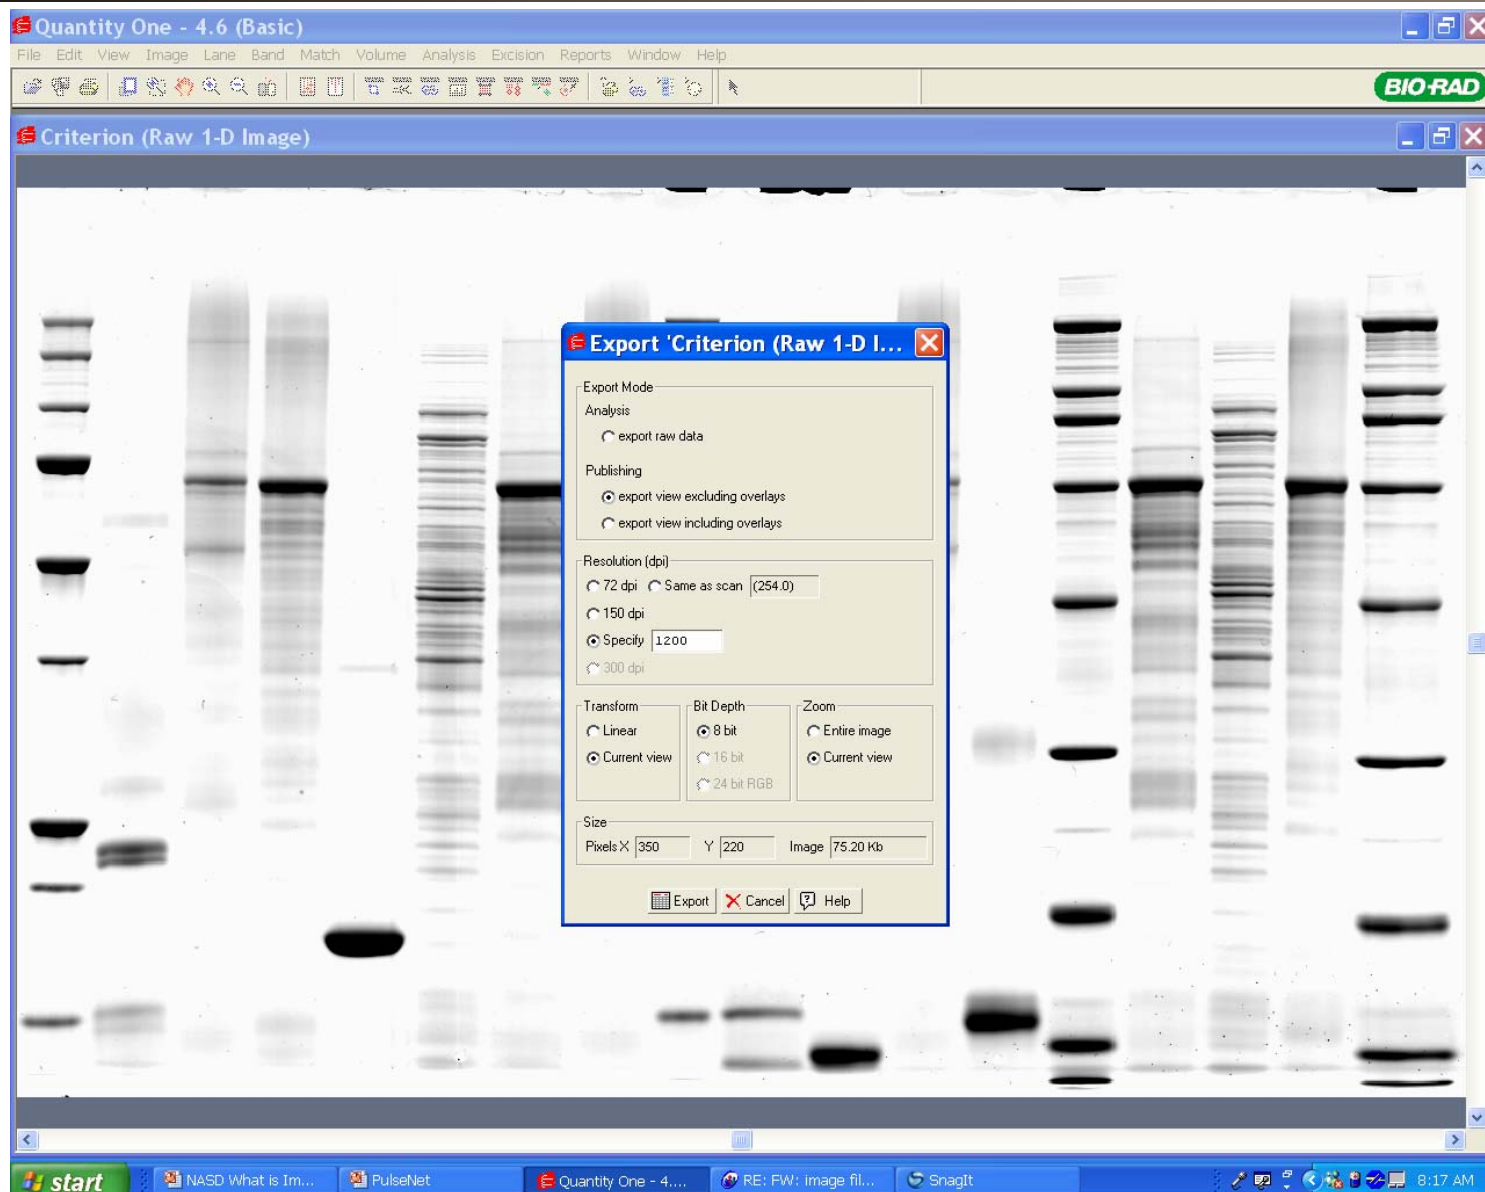 Quantity One - 4.6 (Basic)
File Edit View Image Lane Band Match Volume Analysis Excision Reports Window Help
BIO-RAD
Criterion (Raw 1-D Image)
Export 'Criterion (Raw 1-D I...
Export Mode
Analysis
export raw data
Publishing
export view excluding overlays
export view including overlays
Resolution (dpi)
72 dpi Same as scan (254.0)
150 dpi
Specify 1200
300 dpi
Transform Bit Depth Zoom
Linear 8 bit Entire image
Current view 16 bit Current view
24 bit RGB
Size
Pixels X 350 Y 220 Image 75.20 Kb
Export Cancel Help
start NASD What is Im... PulseNet Quantity One - 4.... RE: FW: image fil... SnagIt 8:17 AM